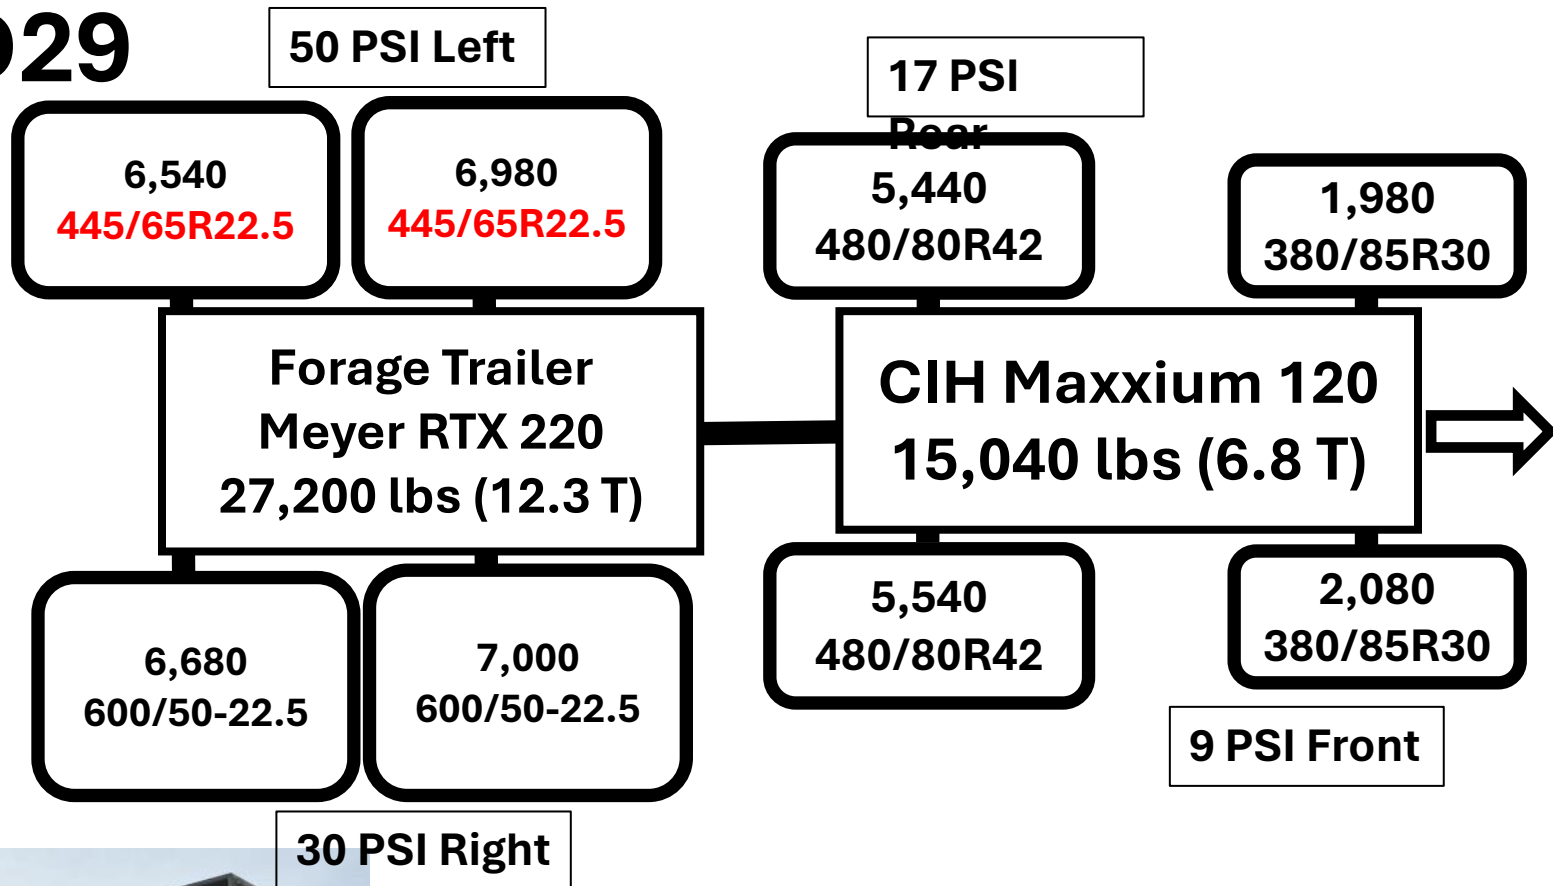 29
50 PSI Left
17 PSI
Rear
6,540
445/65R22.5
6,980
445/65R22.5
5,440
480/80R42
1,980
380/85R30
Forage Trailer
Meyer RTX 220
27,200 lbs (12.3 T)
CIH Maxxium 120
15,040 lbs (6.8 T)
6,680
600/50-22.5
7,000
600/50-22.5
5,540
480/80R42
2,080
380/85R30
9 PSI Front
30 PSI Right